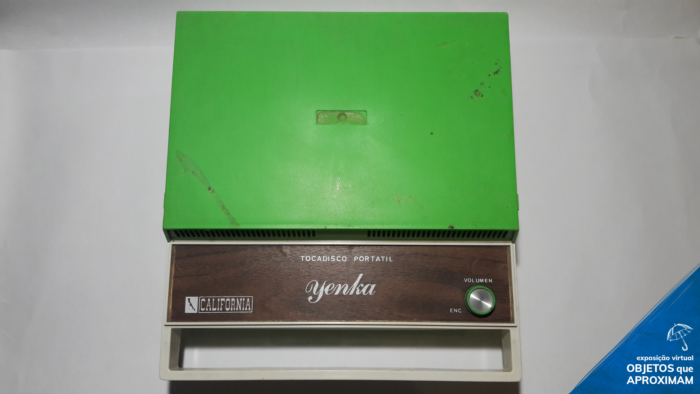 TOCADISCO PORTATIL
yenka
VOLUMEN
ENC.
CALIFORNIA
exposição virtual
OBJETOS que
APROXIMAM